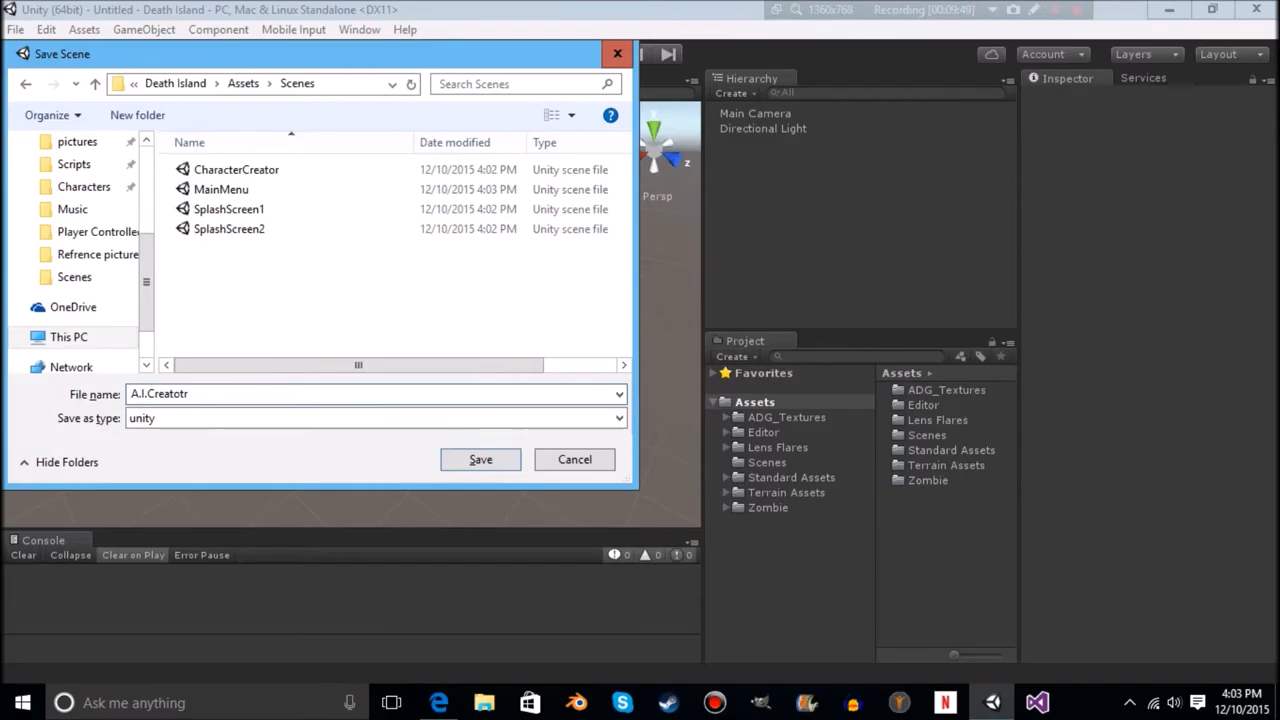 Unity (64bit) - Untitled - Death Island - PC, Mac & Linux Standalone <DX11>
1360x768
Recording [00:09:49]
File Edit Assets GameObject Component Mobile Input Window Help
Save Scene
Account
Layers
Layout
« Death Island Assets Scenes
Search Scenes
Organize
New folder
Name Date modified Type
pictures
Scripts
Characters
Music
Player Controlle
Refrence picture
Scenes
OneDrive
This PC
Network
CharacterCreator 12/10/2015 4:02 PM Unity scene file
MainMenu 12/10/2015 4:03 PM Unity scene file
SplashScreen1 12/10/2015 4:02 PM Unity scene file
SplashScreen2 12/10/2015 4:02 PM Unity scene file
File name: A.I.Creatotr
Save as type: unity
Hide Folders
Save
Cancel
z
Persp
Hierarchy
Create
All
Main Camera
Directional Light
Inspector
Services
Project
Create
Favorites
Assets
ADG_Textures
Editor
Lens Flares
Scenes
Standard Assets
Terrain Assets
Zombie
Assets
ADG_Textures
Editor
Lens Flares
Scenes
Standard Assets
Terrain Assets
Zombie
Console
Clear Collapse Clear on Play Error Pause
0 0 0
Ask me anything
4:03 PM
12/10/2015